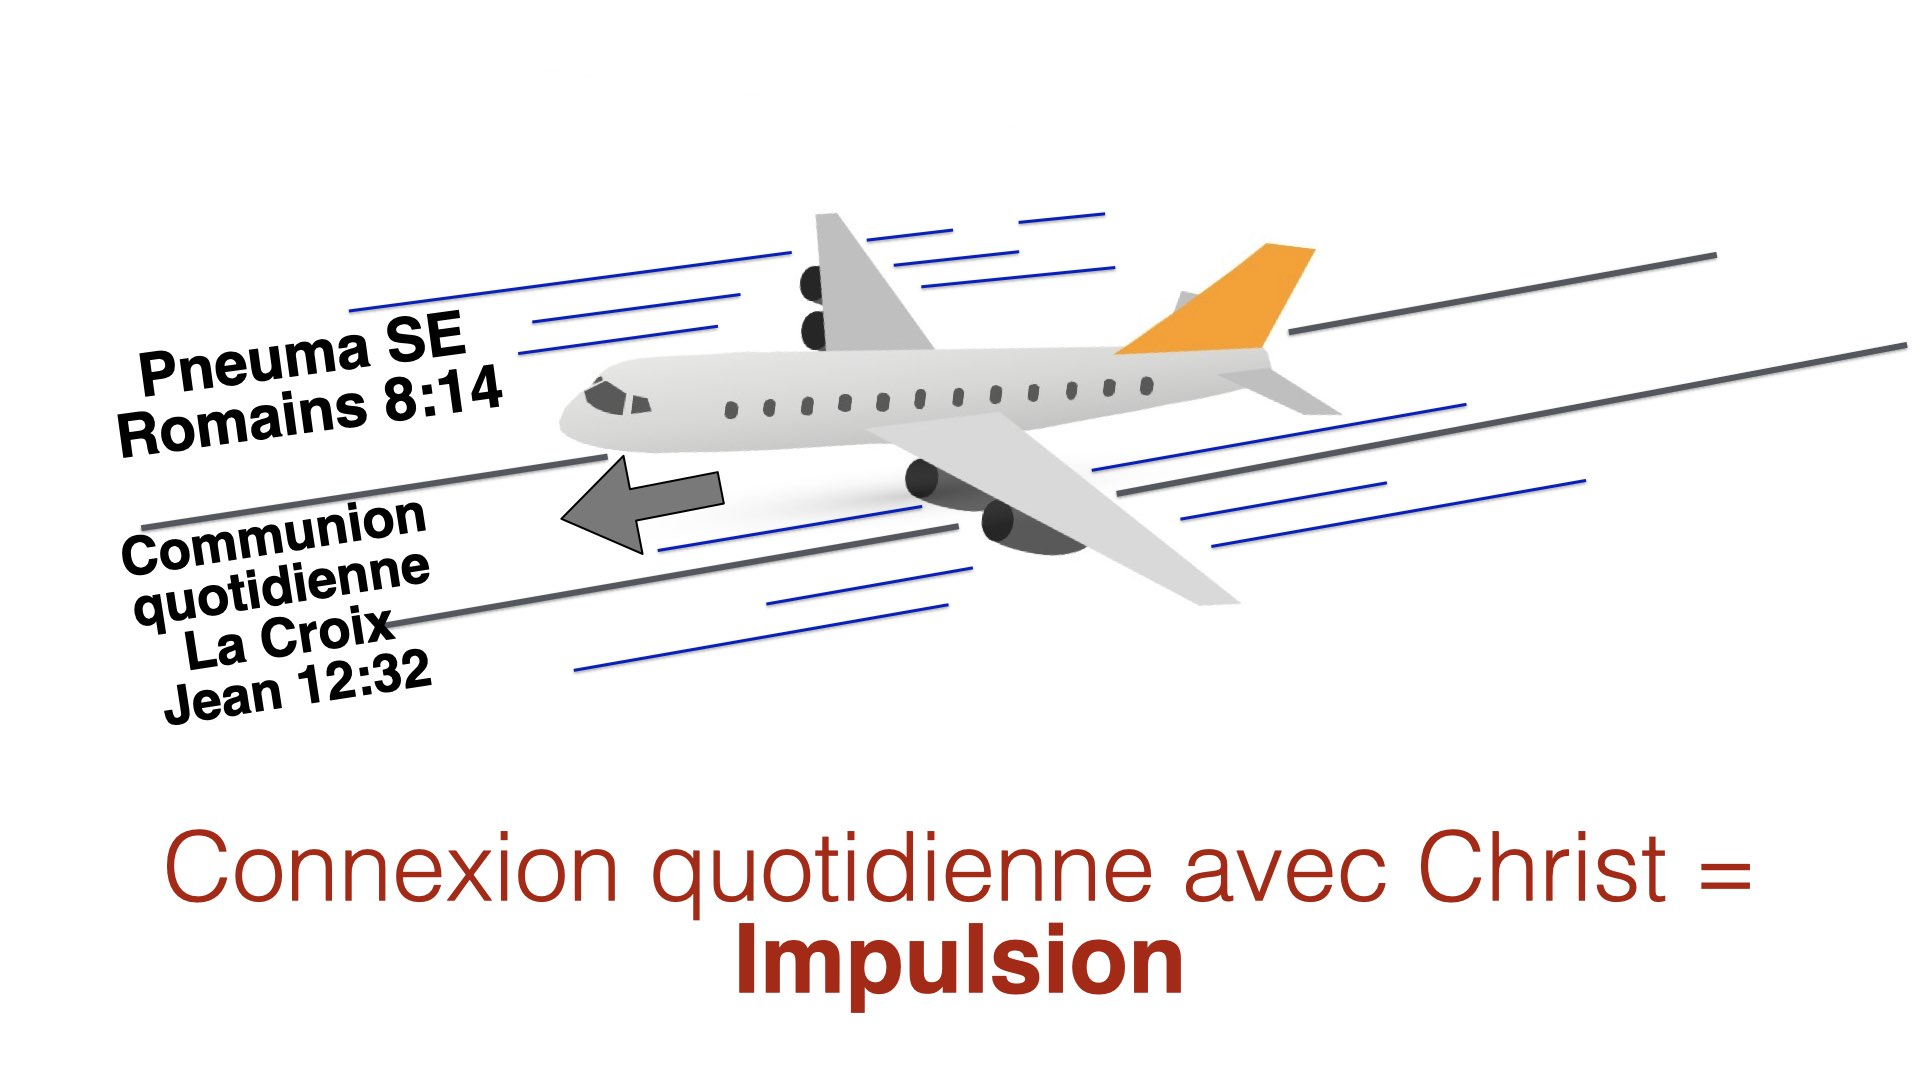 Pneuma SE
Romains 8:14
Communion
quotidienne
La Croix
Jean 12:32
Connexion quotidienne avec Christ =
Impulsion